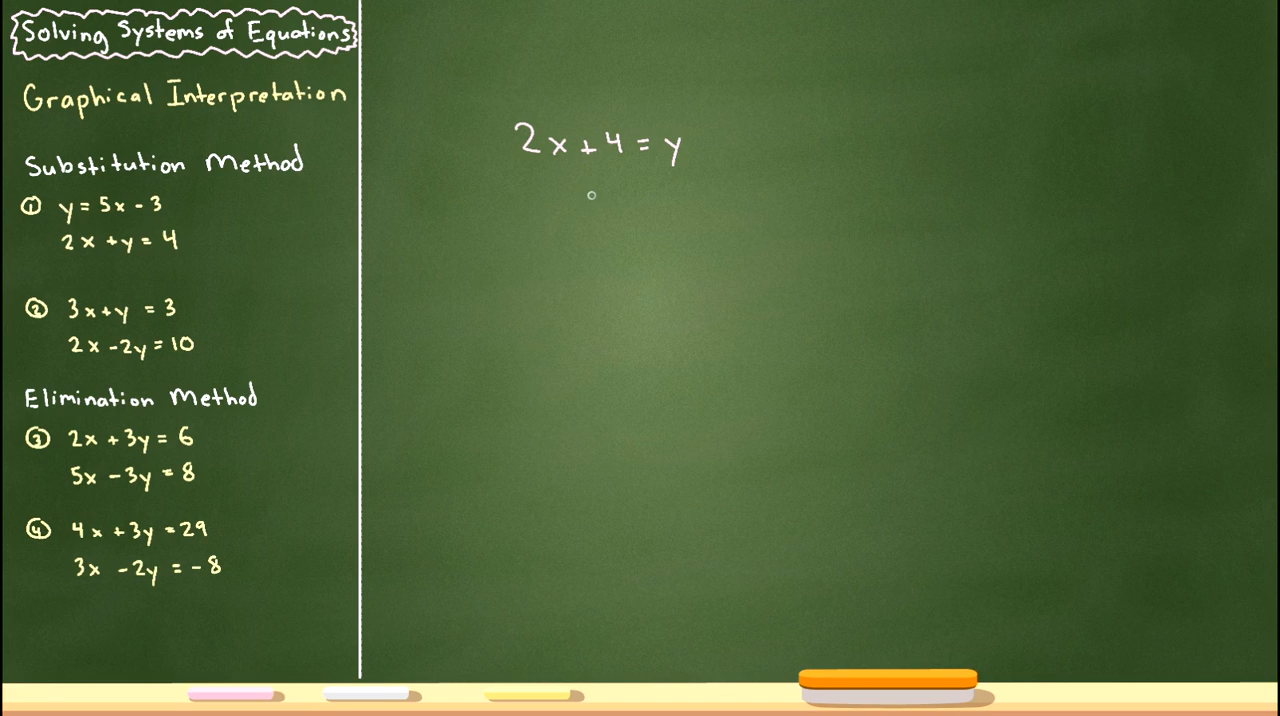 Solving Systems of Equations
Graphical Interpretation
Substitution Method
① y = 5x - 3
2x + y = 4
② 3x + y = 3
2x - 2y = 10
Elimination Method
③ 2x + 3y = 6
5x - 3y = 8
④ 4x + 3y = 29
3x - 2y = -8
2x + 4 = y